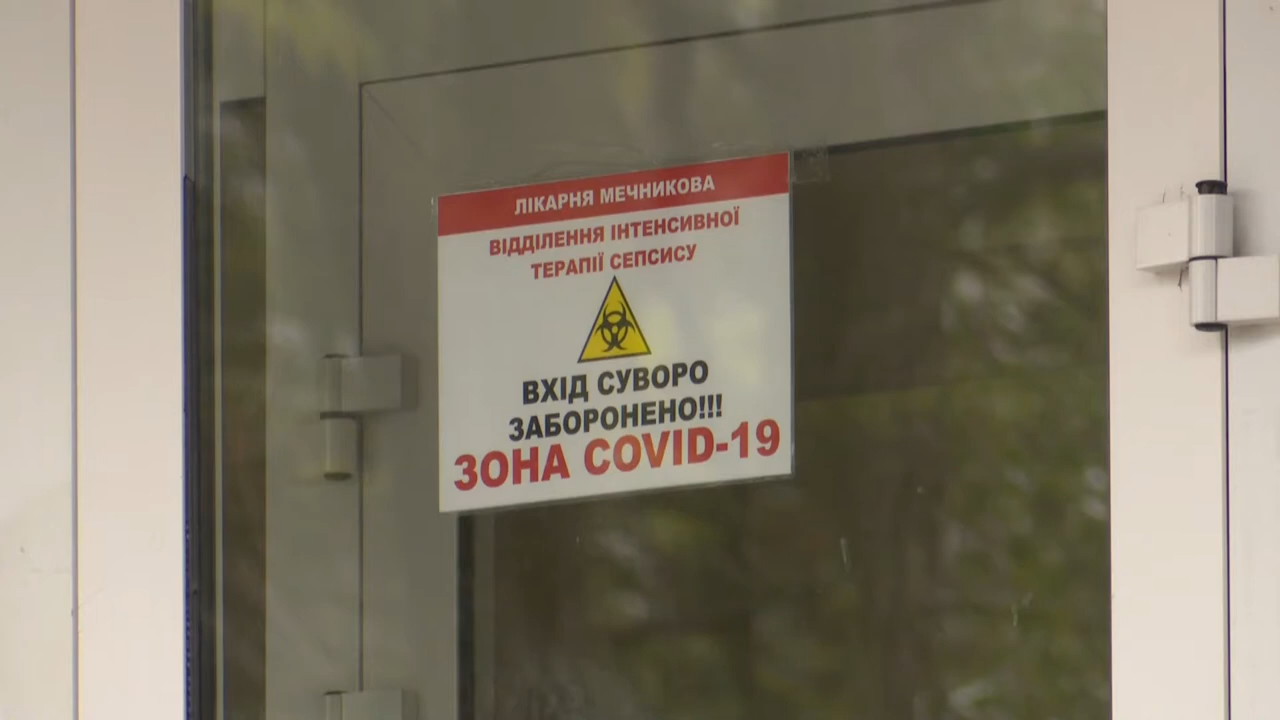 ЛІКАРНЯ МЕЧНИКОВА
ВІДДІЛЕННЯ ІНТЕНСИВНОЇ
ТЕРАПІЇ СЕПСИСУ
ВХІД СУВОРО
ЗАБОРОНЕНО!!!
ЗОНА COVID-19